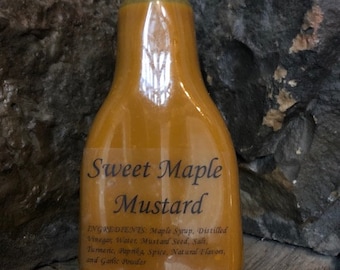 Sweet Maple
Mustard
INGREDIENTS: Maple Syrup, Distilled
Vinegar, Water, Mustard Seed, Salt,
Turmeric, Paprika, Spice, Natural Flavors,
and Garlic Powder